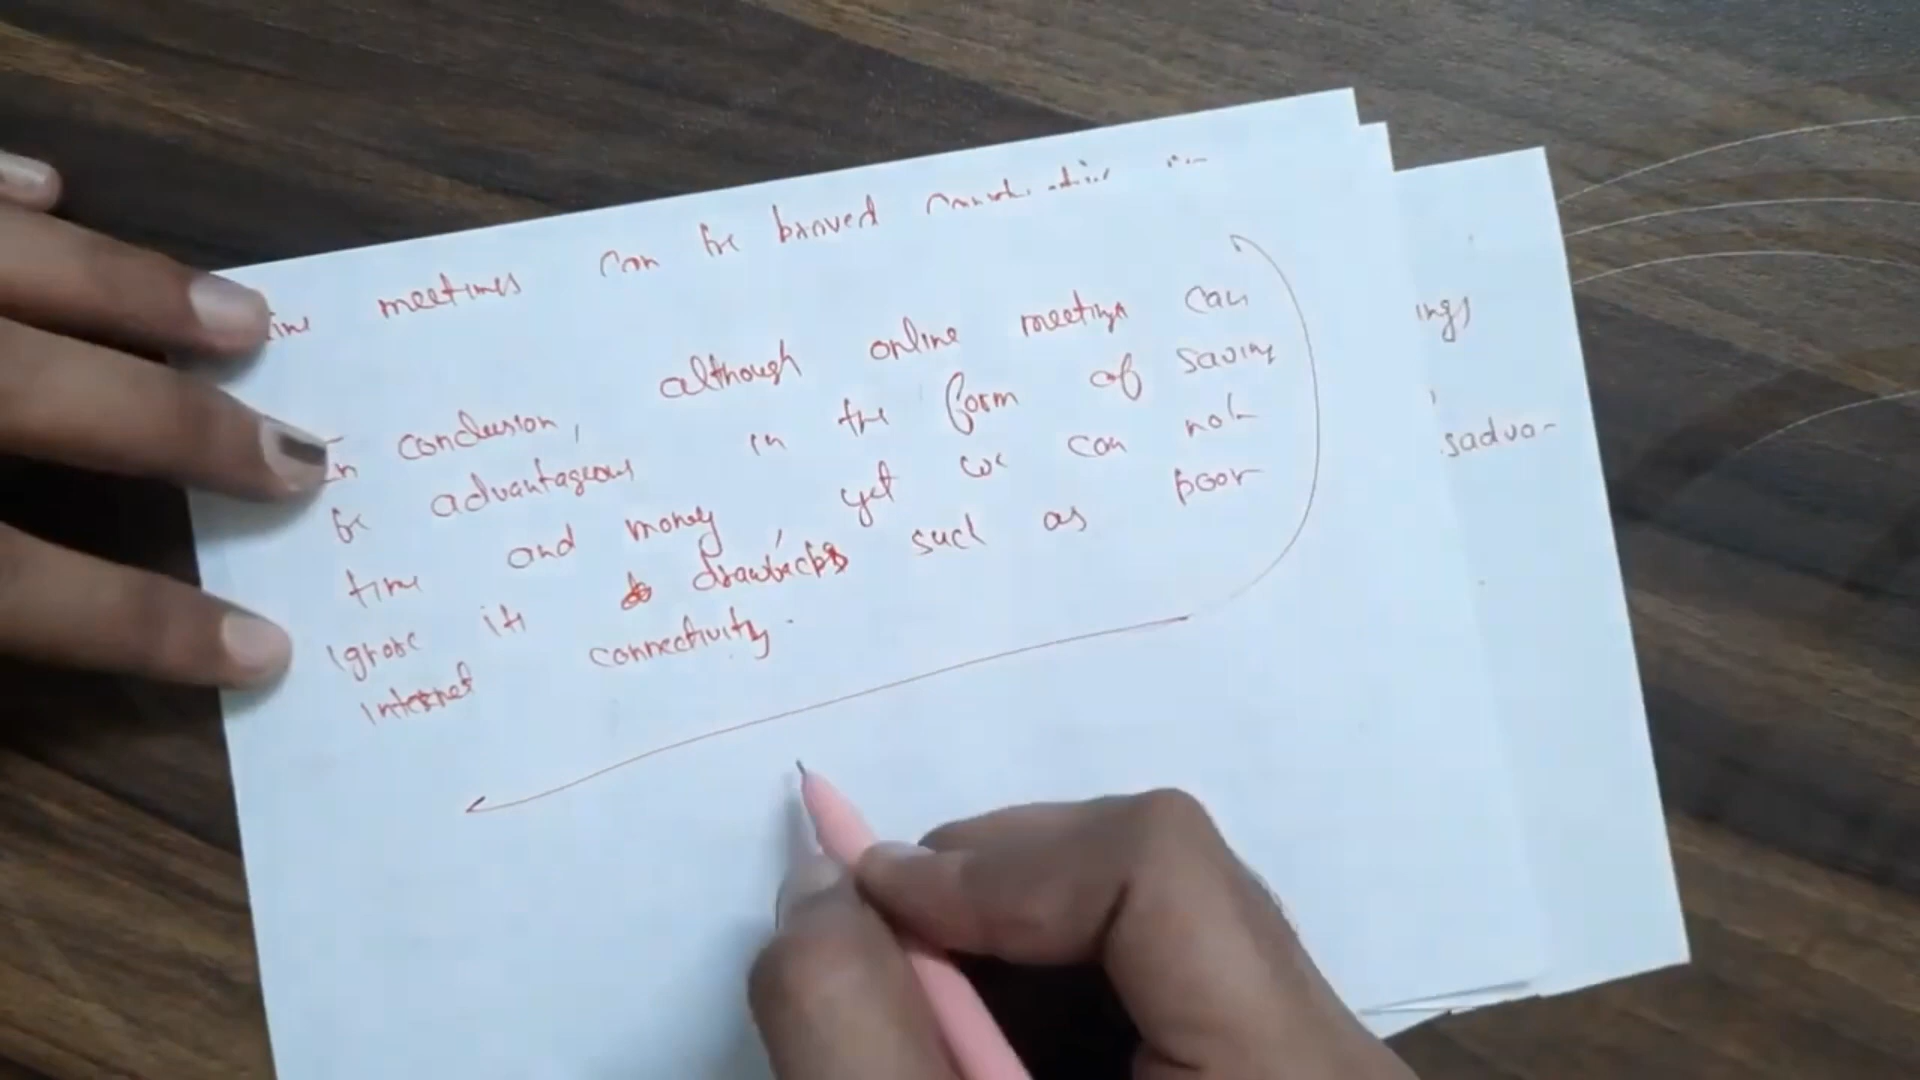 meetings can be proved
In conclusion, although online meetings can
be advantageous in the form of saving
time and money, yet we can not
ignore its drawbacks such as poor
internet connectivity.
ings
sadva-